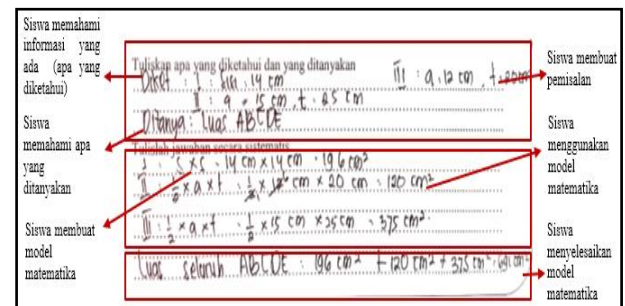 Siswa memahami
informasi yang
ada (apa yang
diketahui)
Siswa
memahami apa
yang
ditanyakan
Siswa membuat
model
matematika
Tuliskan apa yang diketahui dan yang ditanyakan
Diket : I : sisi : 14 cm
III : a . 12 cm , t . 20 cm
II : a = 15 cm . t . 25 cm
Ditanya : Luas ABCDE
Tulislah jawaban secara sistematis
I : s x s . 14 cm x 14 cm . 196 cm²
II : 1/2 x a x t . 1/2 x 12 cm x 20 cm . 120 cm²
III : 1/2 x a x t . 1/2 x 15 cm x 25 cm . 375 cm²
Luas seluruh ABCDE : 196 cm² + 120 cm² + 375 cm² . 691 cm²
Siswa membuat
pemisalan
Siswa
menggunakan
model
matematika
Siswa
menyelesaikan
model
matematika